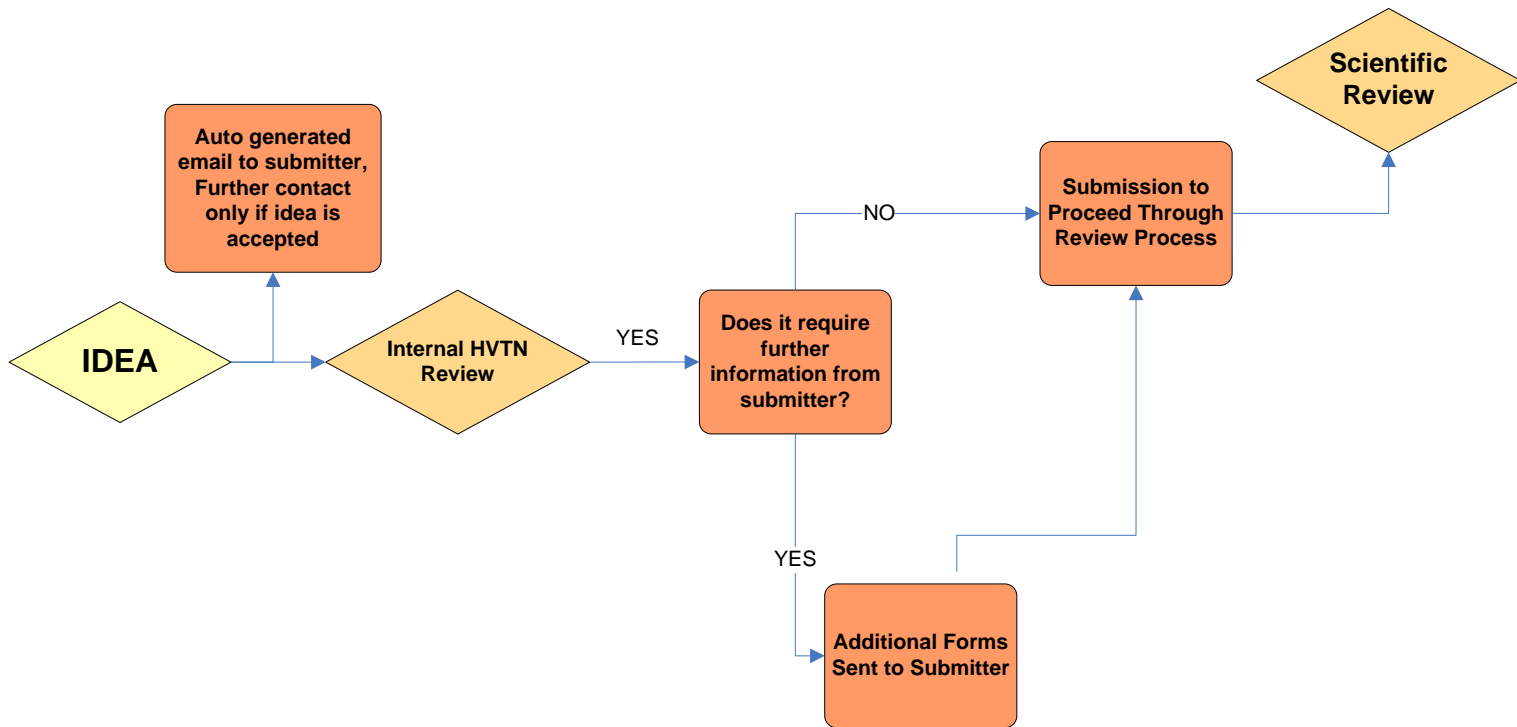 Scientific
Review
Auto generated
email to submitter,
Further contact
only if idea is
accepted
Submission to
Proceed Through
Review Process
NO
IDEA
Internal HVTN
Review
YES
Does it require
further
information from
submitter?
YES
Additional Forms
Sent to Submitter